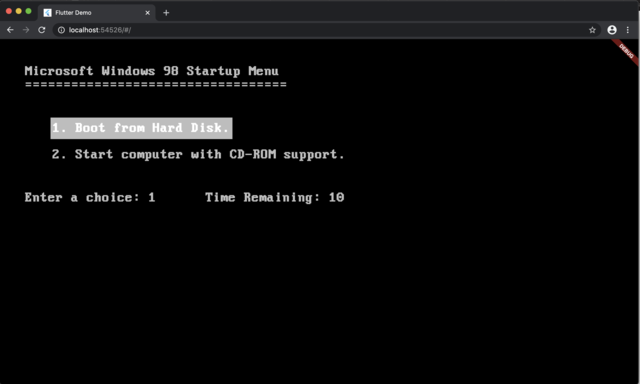 Flutter Demo
localhost:54526/#/
DEBUG
Microsoft Windows 98 Startup Menu
==================================
1. Boot from Hard Disk.
2. Start computer with CD-ROM support.
Enter a choice: 1 Time Remaining: 10